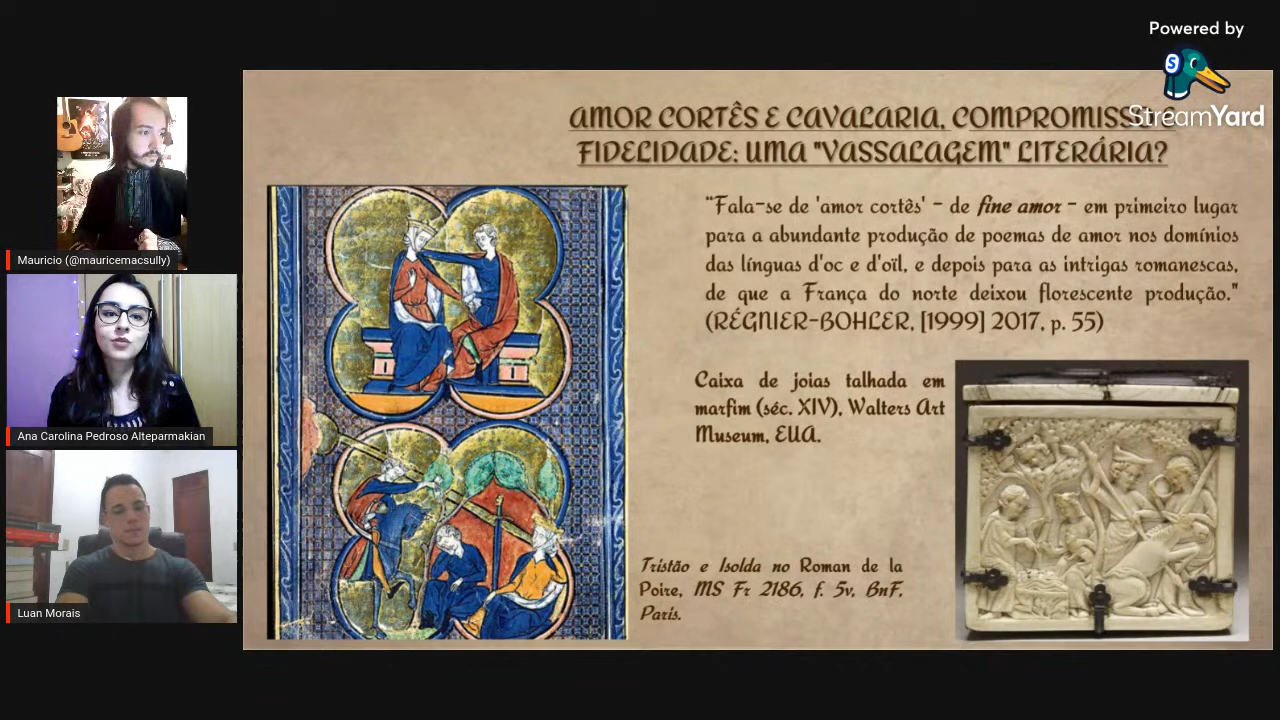 Powered by
StreamYard
AMOR CORTÊS E CAVALARIA, COMPROMISSO E
FIDELIDADE: UMA "VASSALAGEM" LITERÁRIA?
"Fala-se de 'amor cortês' - de fine amor - em primeiro lugar
para a abundante produção de poemas de amor nos domínios
das línguas d'oc e d'oïl, e depois para as intrigas romanescas,
de que a França do norte deixou florescente produção."
(RÉGNIER-BOHLER, [1999] 2017, p. 55)
Caixa de joias talhada em
marfim (séc. XIV), Walters Art
Museum, EUA.
Tristão e Isolda no Roman de la
Poire, MS Fr 2186, f. 5v, BnF,
Paris.
Mauricio (@mauricemacsully)
Ana Carolina Pedroso Alteparmakian
Luan Morais